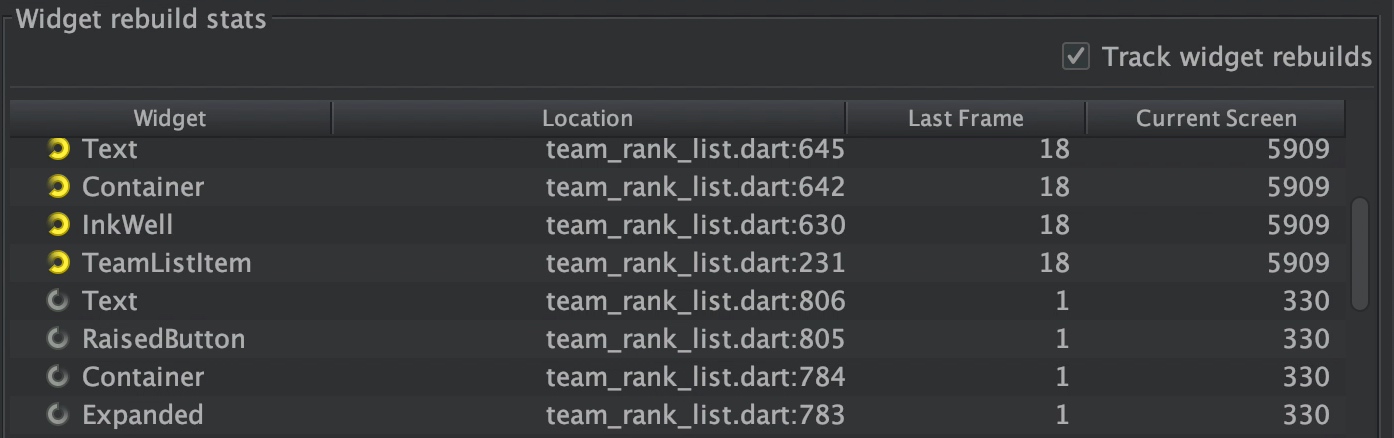 Widget rebuild stats
Track widget rebuilds
Widget Location Last Frame Current Screen
Text team_rank_list.dart:645 18 5909
Container team_rank_list.dart:642 18 5909
InkWell team_rank_list.dart:630 18 5909
TeamListItem team_rank_list.dart:231 18 5909
Text team_rank_list.dart:806 1 330
RaisedButton team_rank_list.dart:805 1 330
Container team_rank_list.dart:784 1 330
Expanded team_rank_list.dart:783 1 330